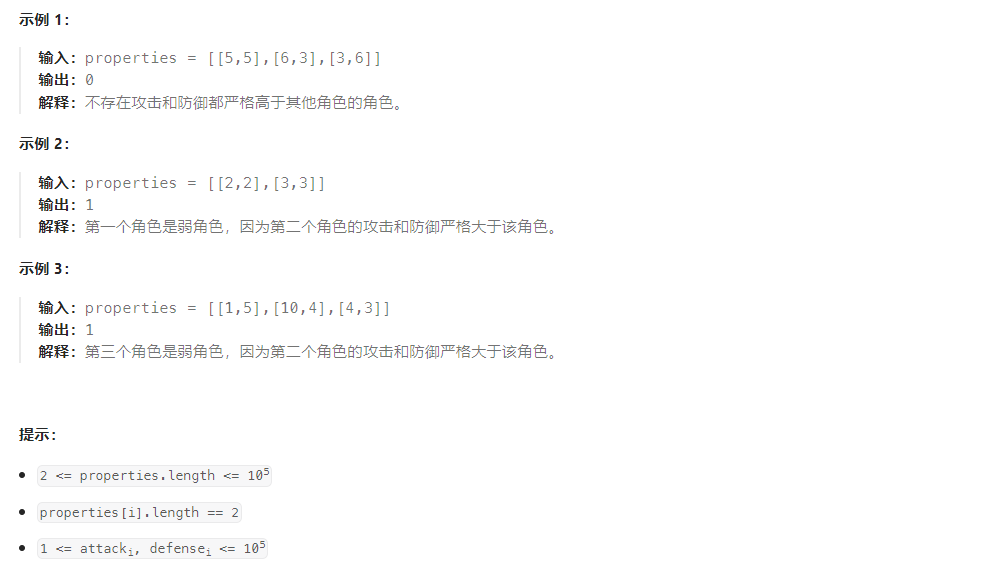 示例 1：
输入：properties = [[5,5],[6,3],[3,6]]
输出：0
解释：不存在攻击和防御都严格高于其他角色的角色。
示例 2：
输入：properties = [[2,2],[3,3]]
输出：1
解释：第一个角色是弱角色，因为第二个角色的攻击和防御严格大于该角色。
示例 3：
输入：properties = [[1,5],[10,4],[4,3]]
输出：1
解释：第三个角色是弱角色，因为第二个角色的攻击和防御严格大于该角色。
提示：
• 2 <= properties.length <= 10⁵
• properties[i].length == 2
• 1 <= attackᵢ, defenseᵢ <= 10⁵